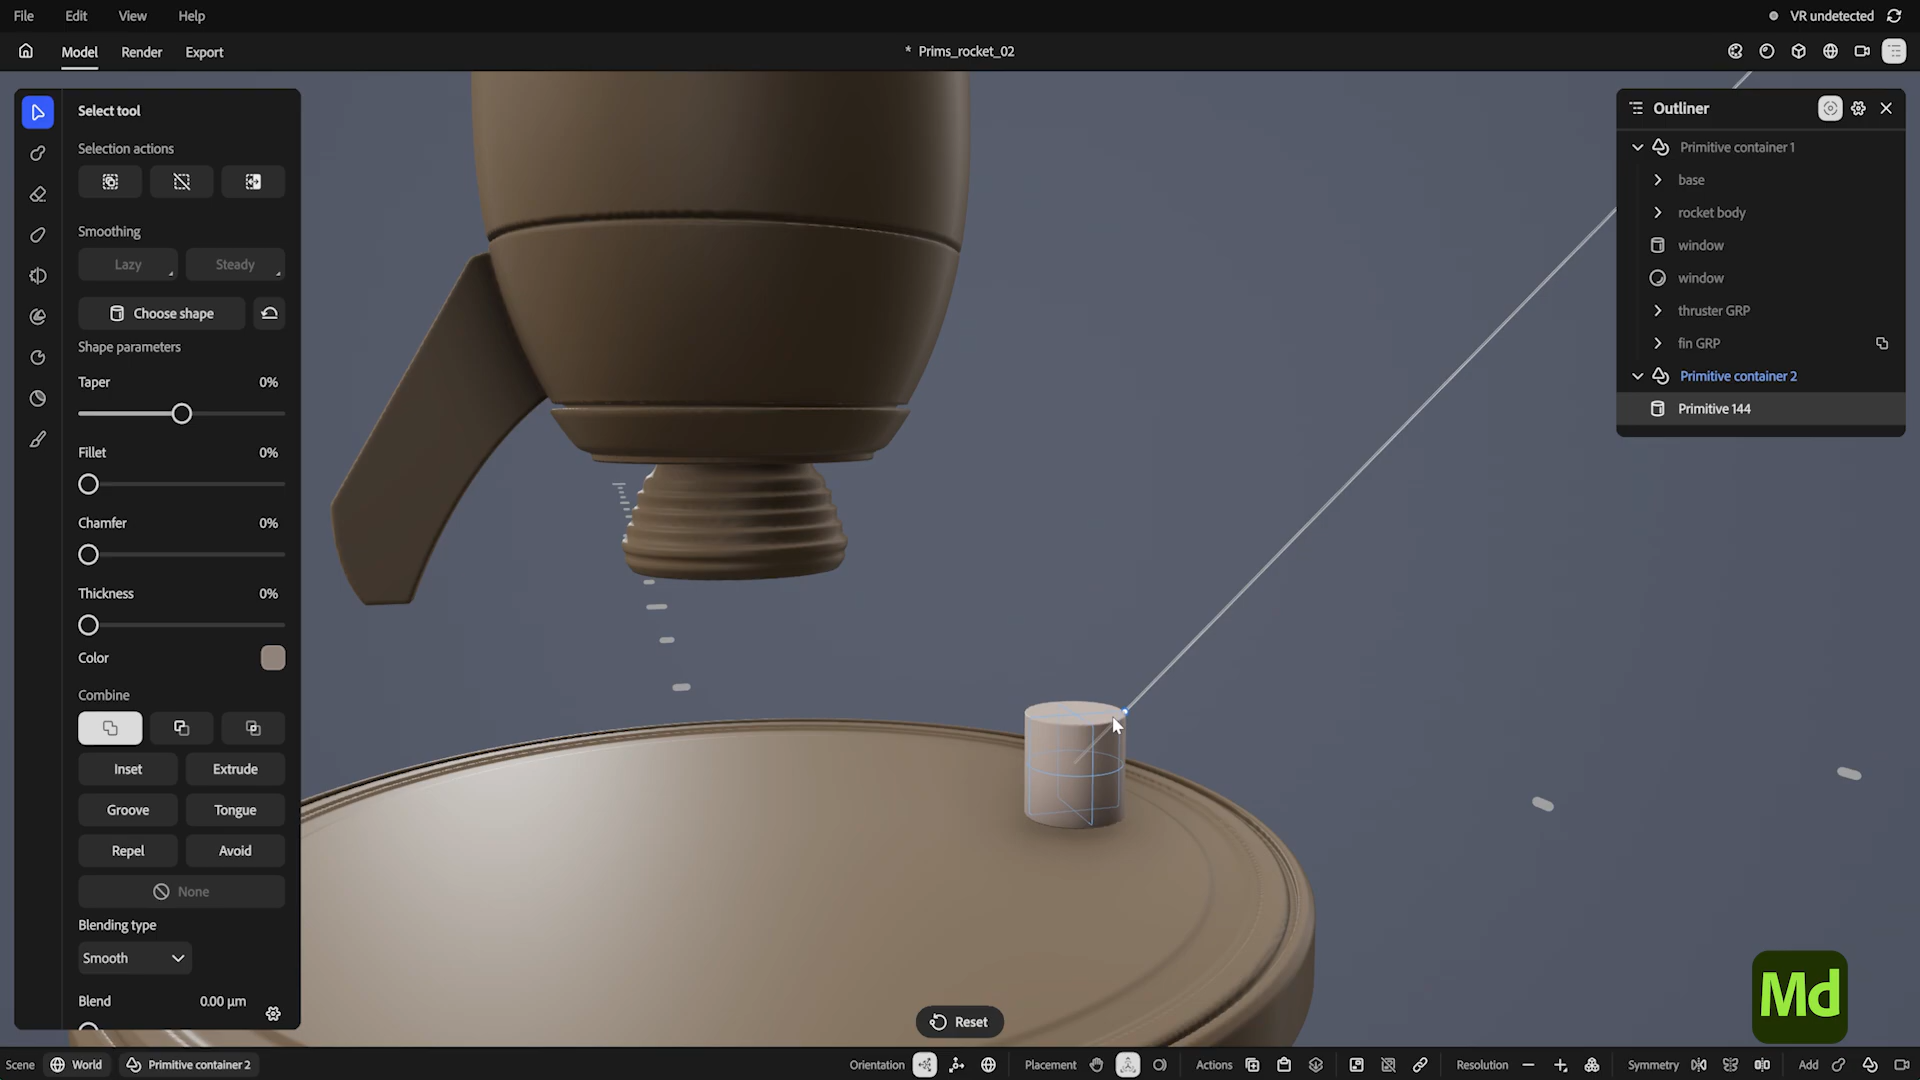 File Edit View Help
VR undetected
Model Render Export
* Prims_rocket_02
Select tool
Selection actions
Smoothing
Lazy Steady
Choose shape
Shape parameters
Taper 0%
Fillet 0%
Chamfer 0%
Thickness 0%
Color
Combine
Inset Extrude
Groove Tongue
Repel Avoid
None
Blending type
Smooth
Blend 0.00 µm
Outliner
Primitive container 1
base
rocket body
window
window
thruster GRP
fin GRP
Primitive container 2
Primitive 144
Md
Reset
Scene World Primitive container 2 Orientation Placement Actions Resolution Symmetry Add